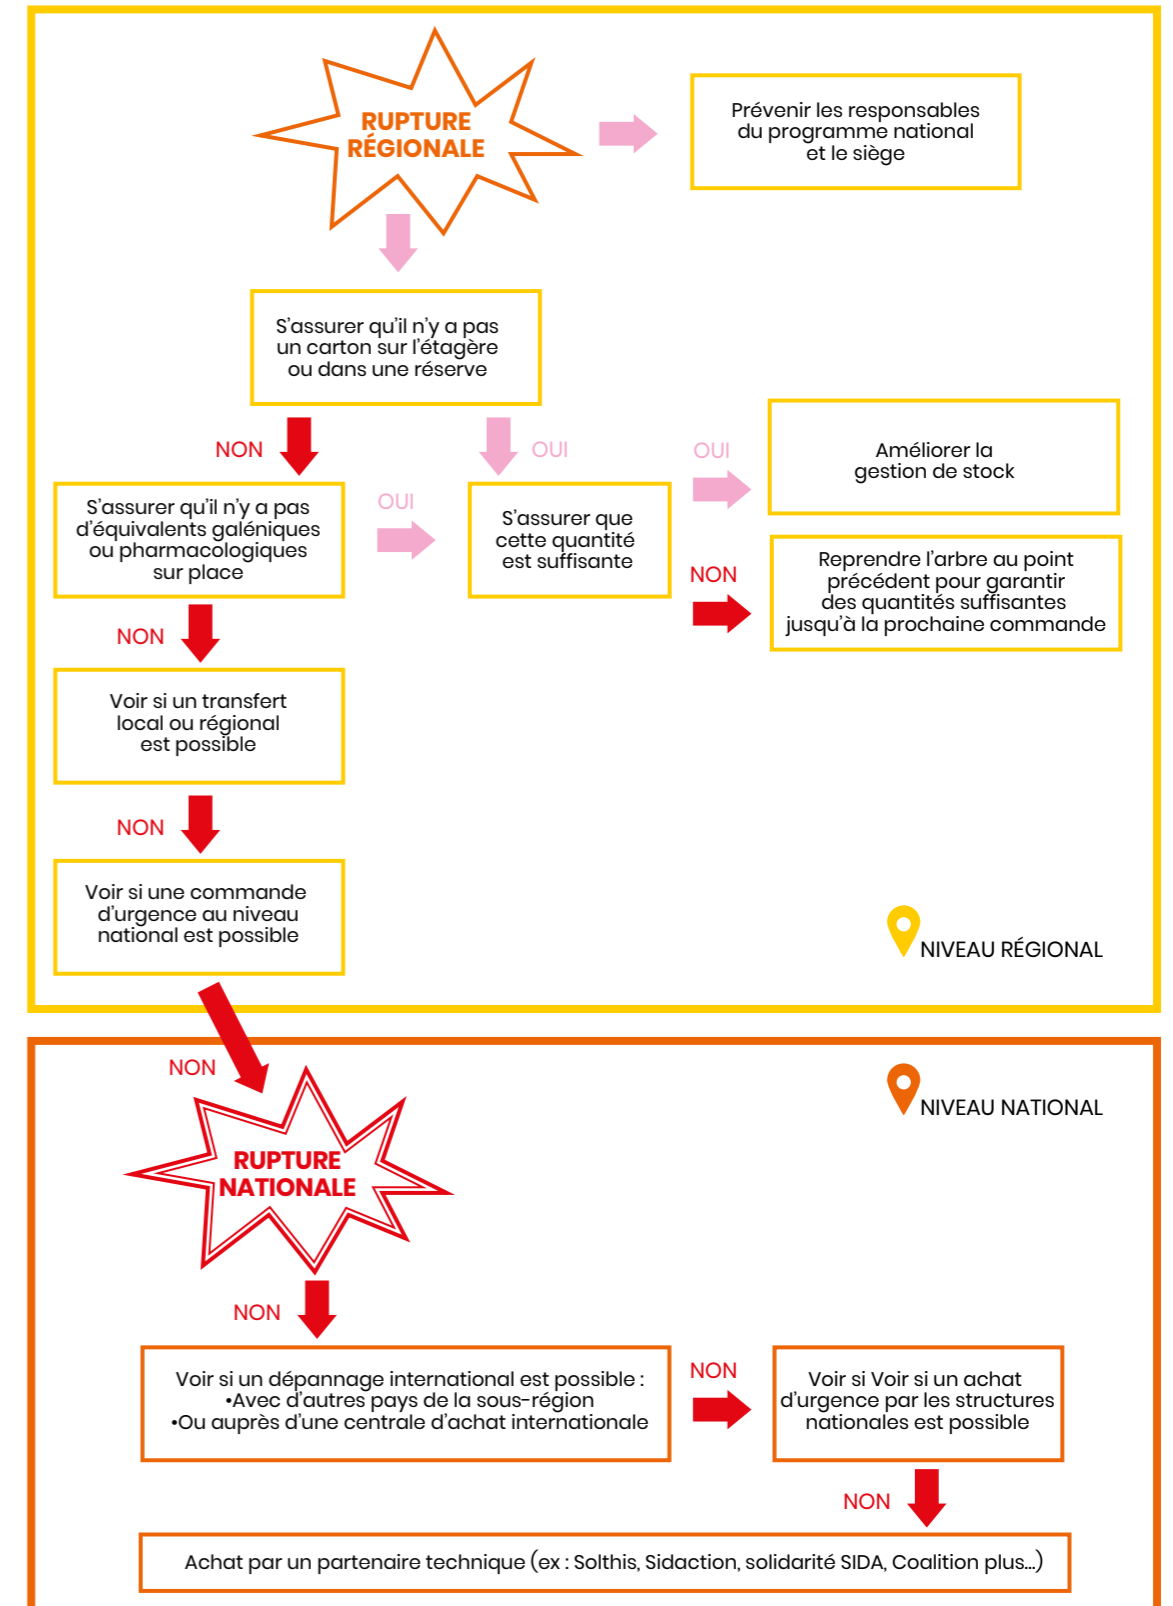 RUPTURE
RÉGIONALE
Prévenir les responsables
du programme national
et le siège
S'assurer qu'il n'y a pas
un carton sur l'étagère
ou dans une réserve
NON
OUI
S'assurer qu'il n'y a pas
d'équivalents galéniques
ou pharmacologiques
sur place
OUI
S'assurer que
cette quantité
est suffisante
OUI
Améliorer la
gestion de stock
NON
Reprendre l'arbre au point
précédent pour garantir
des quantités suffisantes
jusqu'à la prochaine commande
NON
Voir si un transfert
local ou régional
est possible
NON
Voir si une commande
d'urgence au niveau
national est possible
NIVEAU RÉGIONAL
NON
NIVEAU NATIONAL
RUPTURE
NATIONALE
NON
Voir si un dépannage international est possible :
•Avec d'autres pays de la sous-région
•Ou auprès d'une centrale d'achat internationale
NON
Voir si Voir si un achat
d'urgence par les structures
nationales est possible
NON
Achat par un partenaire technique (ex : Solthis, Sidaction, solidarité SIDA, Coalition plus...)